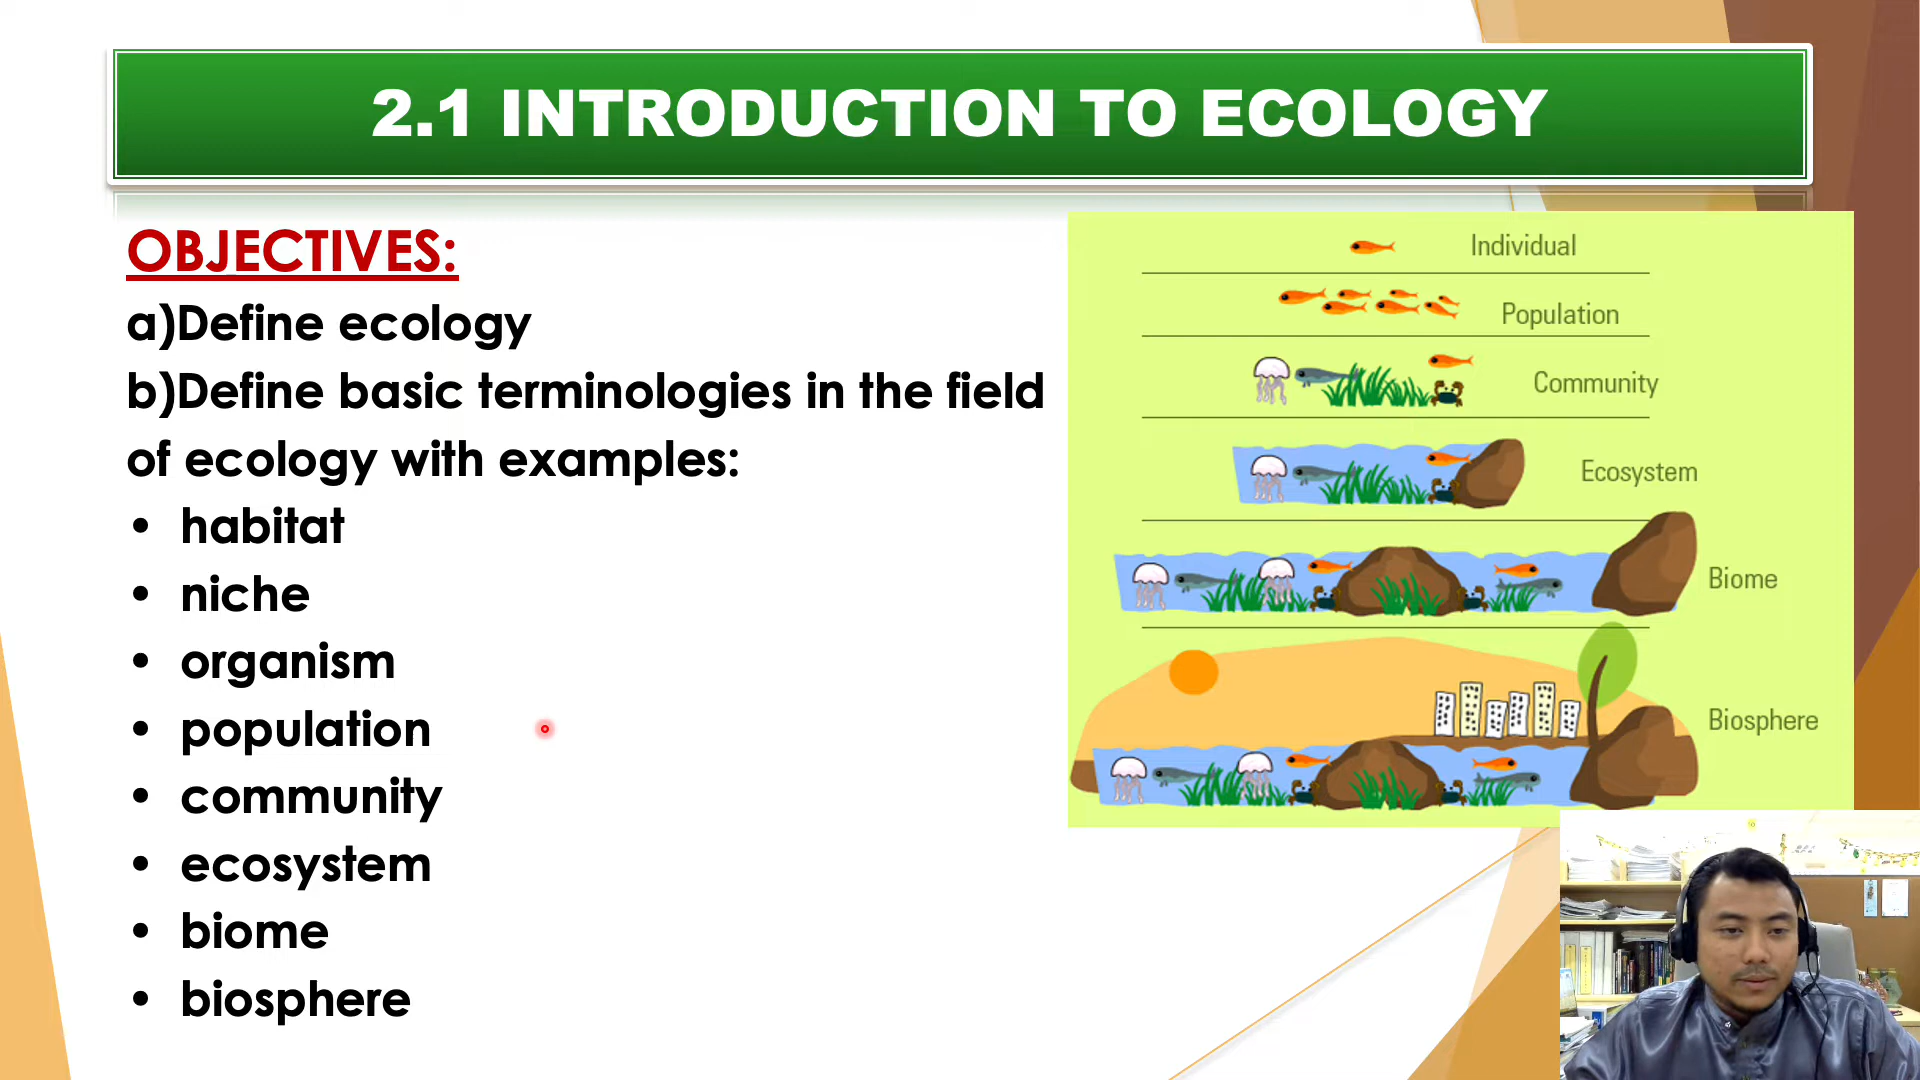 2.1 INTRODUCTION TO ECOLOGY
OBJECTIVES:
a)Define ecology
b)Define basic terminologies in the field
of ecology with examples:
• habitat
• niche
• organism
• population
• community
• ecosystem
• biome
• biosphere
Individual
Population
Community
Ecosystem
Biome
Biosphere